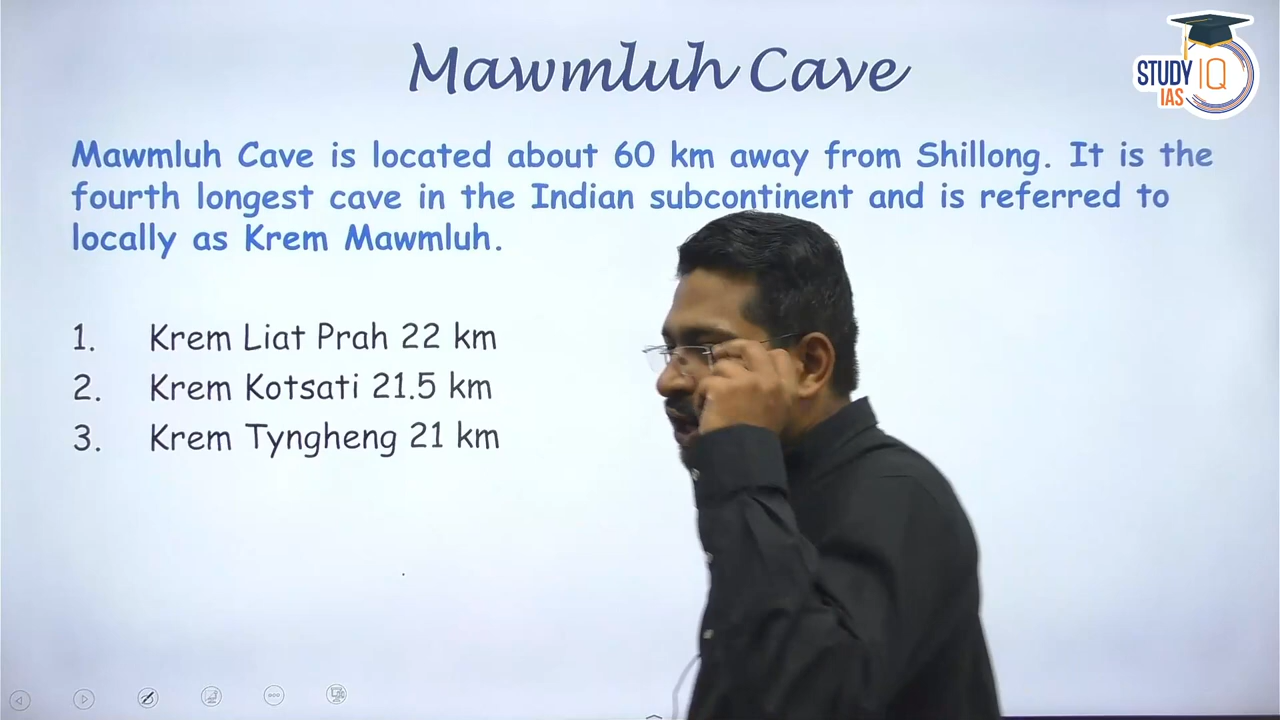 Mawmluh Cave
STUDY IQ
IAS
Mawmluh Cave is located about 60 km away from Shillong. It is the
fourth longest cave in the Indian subcontinent and is referred to
locally as Krem Mawmluh.
1. Krem Liat Prah 22 km
2. Krem Kotsati 21.5 km
3. Krem Tyngheng 21 km